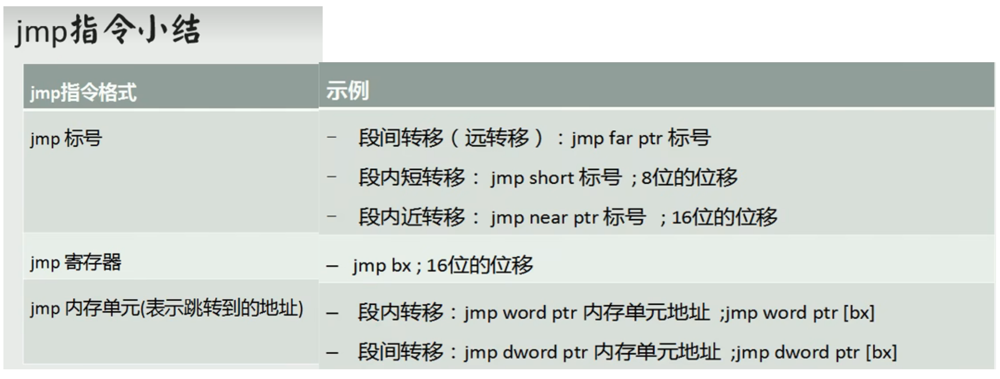 jmp指令小结
jmp指令格式
示例
jmp 标号
– 段间转移（远转移）：jmp far ptr 标号
– 段内短转移： jmp short 标号 ; 8位的位移
– 段内近转移： jmp near ptr 标号 ; 16位的位移
jmp 寄存器
– jmp bx ; 16位的位移
jmp 内存单元(表示跳转到的地址)
– 段内转移：jmp word ptr 内存单元地址 ;jmp word ptr [bx]
– 段间转移：jmp dword ptr 内存单元地址 ;jmp dword ptr [bx]